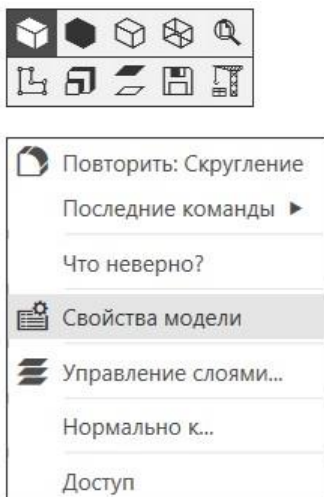 Повторить: Скругление
Последние команды ►
Что неверно?
Свойства модели
Управление слоями...
Нормально к...
Доступ